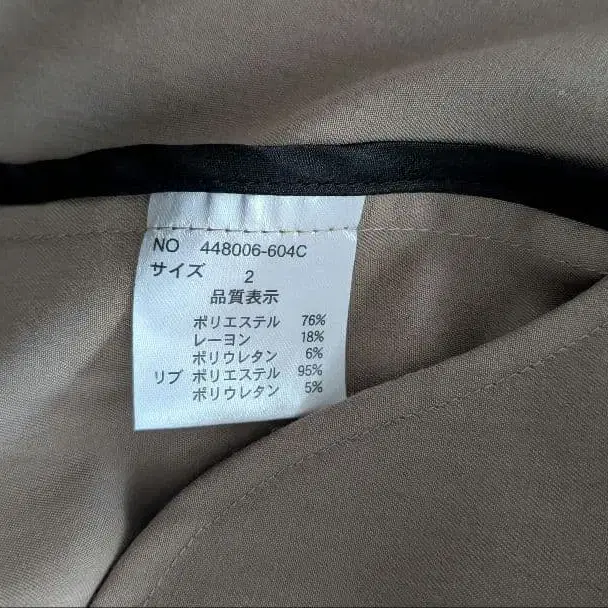 NO 448006-604C
サイズ 2
品質表示
ポリエステル 76%
レーヨン 18%
ポリウレタン 6%
リブ ポリエステル 95%
ポリウレタン 5%